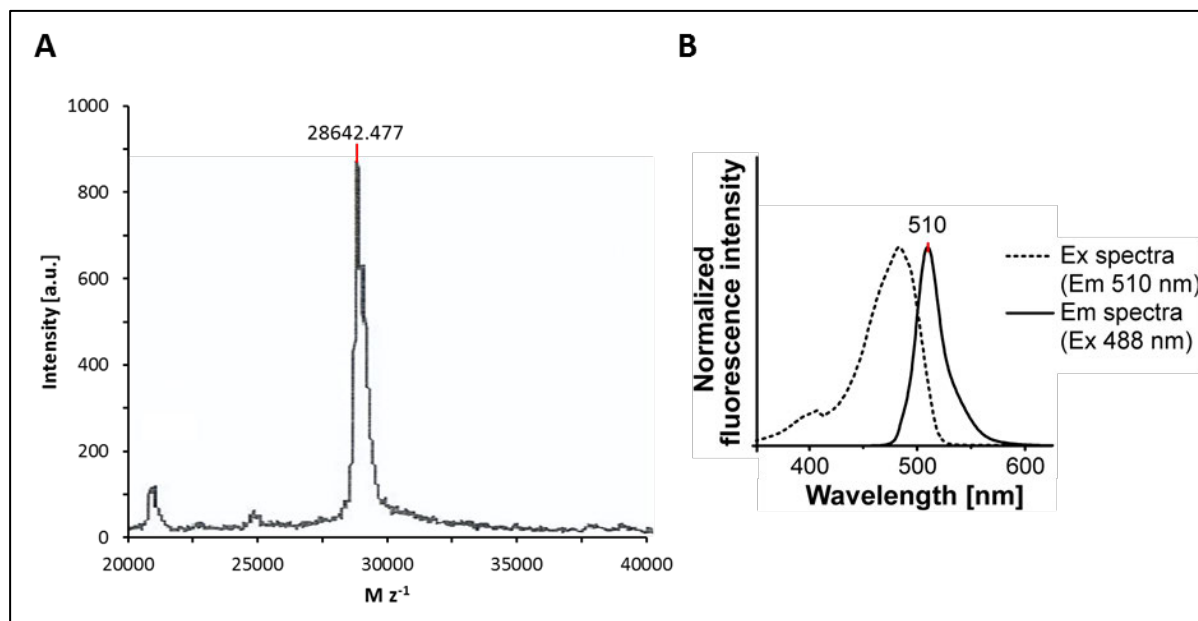 A
1000
800
600
400
200
0
Intensity [a.u.]
28642.477
20000 25000 30000 35000 40000
M z⁻¹
B
Normalized
fluorescence intensity
510
Ex spectra
(Em 510 nm)
Em spectra
(Ex 488 nm)
400 500 600
Wavelength [nm]